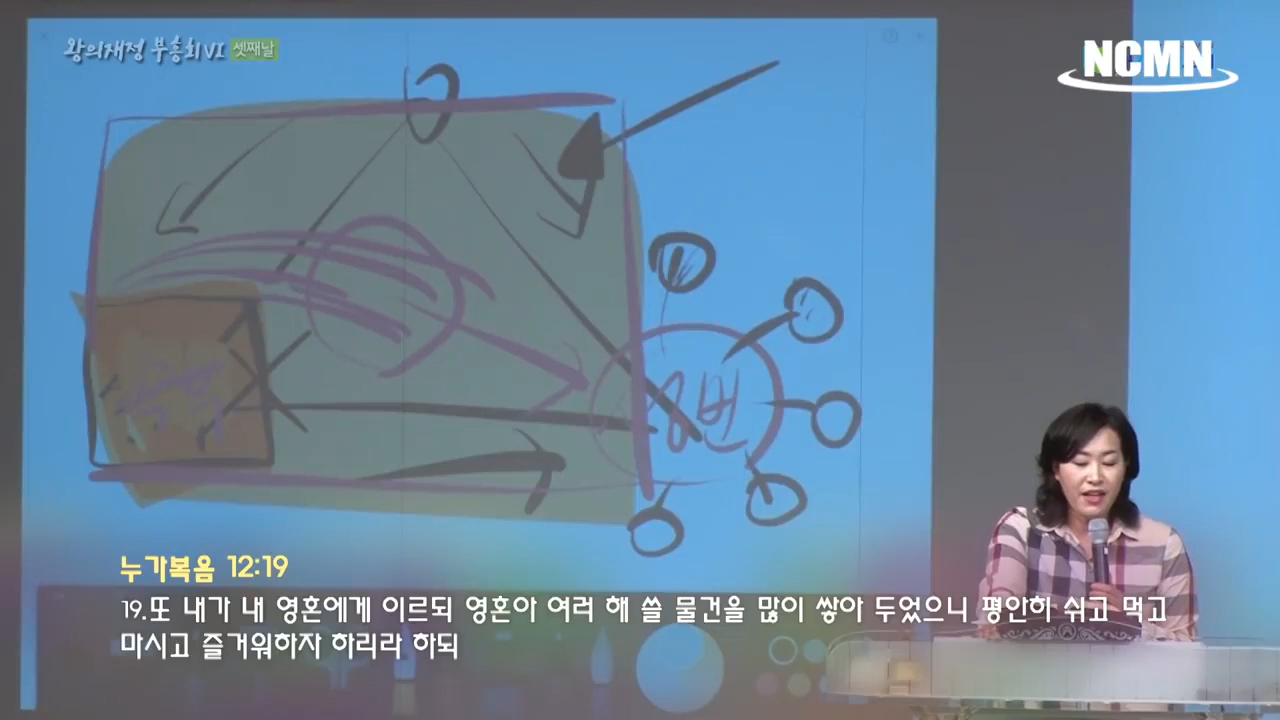 왕의재정 부흥회 VI 셋째날
NCMN
누가복음 12:19
19.또 내가 내 영혼에게 이르되 영혼아 여러 해 쓸 물건을 많이 쌓아 두었으니 평안히 쉬고 먹고
마시고 즐거워하자 하리라 하되